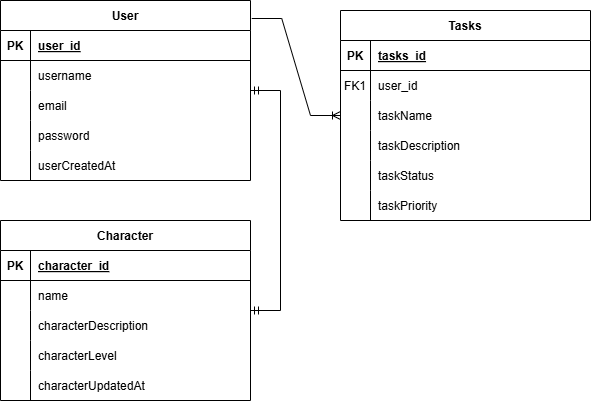 User
PK user_id
username
email
password
userCreatedAt
Tasks
PK tasks_id
FK1 user_id
taskName
taskDescription
taskStatus
taskPriority
Character
PK character_id
name
characterDescription
characterLevel
characterUpdatedAt